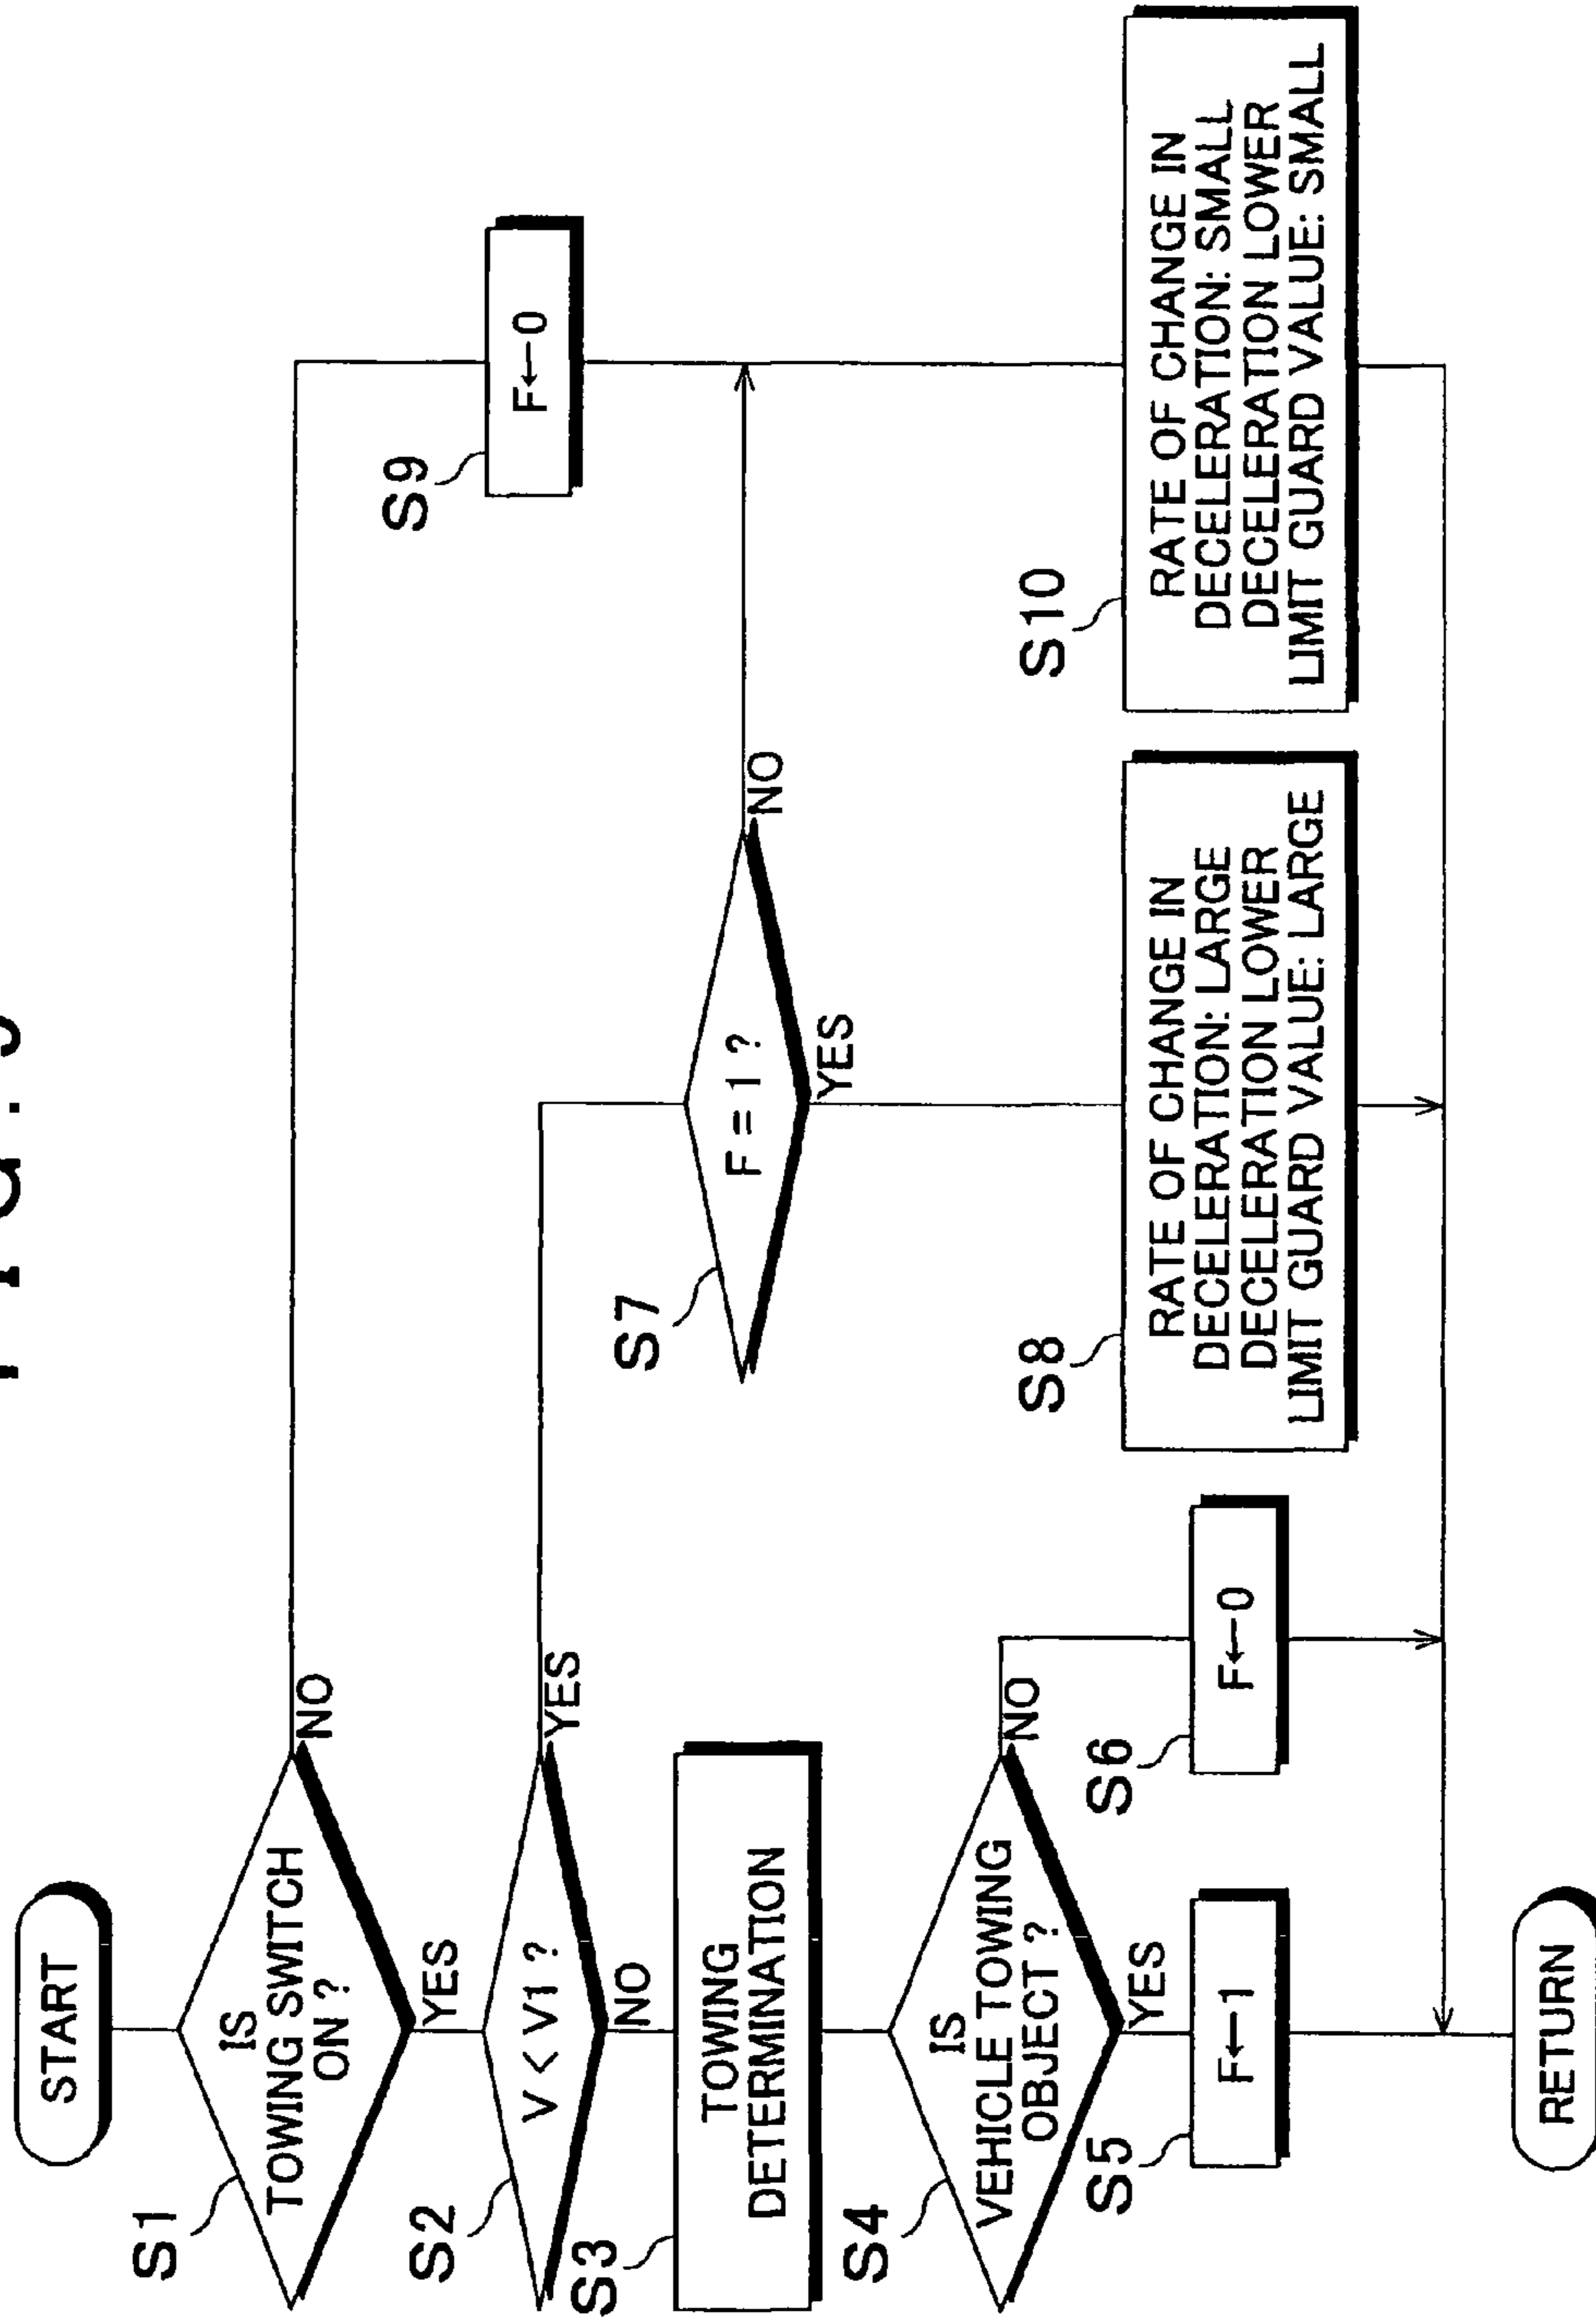 START
S1
IS
TOWING SWITCH
ON ?
NO
YES
S2
V < V1 ?
YES
NO
S3
TOWING
DETERMINATION
S4
IS
VEHICLE TOWING
OBJECT ?
NO
YES
S5
F←1
S6
F←0
S7
F = 1 ?
NO
YES
S8
RATE OF CHANGE IN
DECELERATION: LARGE
DECELERATION LOWER
LIMIT GUARD VALUE: LARGE
S9
F←0
S10
RATE OF CHANGE IN
DECELERATION: SMALL
DECELERATION LOWER
LIMIT GUARD VALUE: SMALL
RETURN